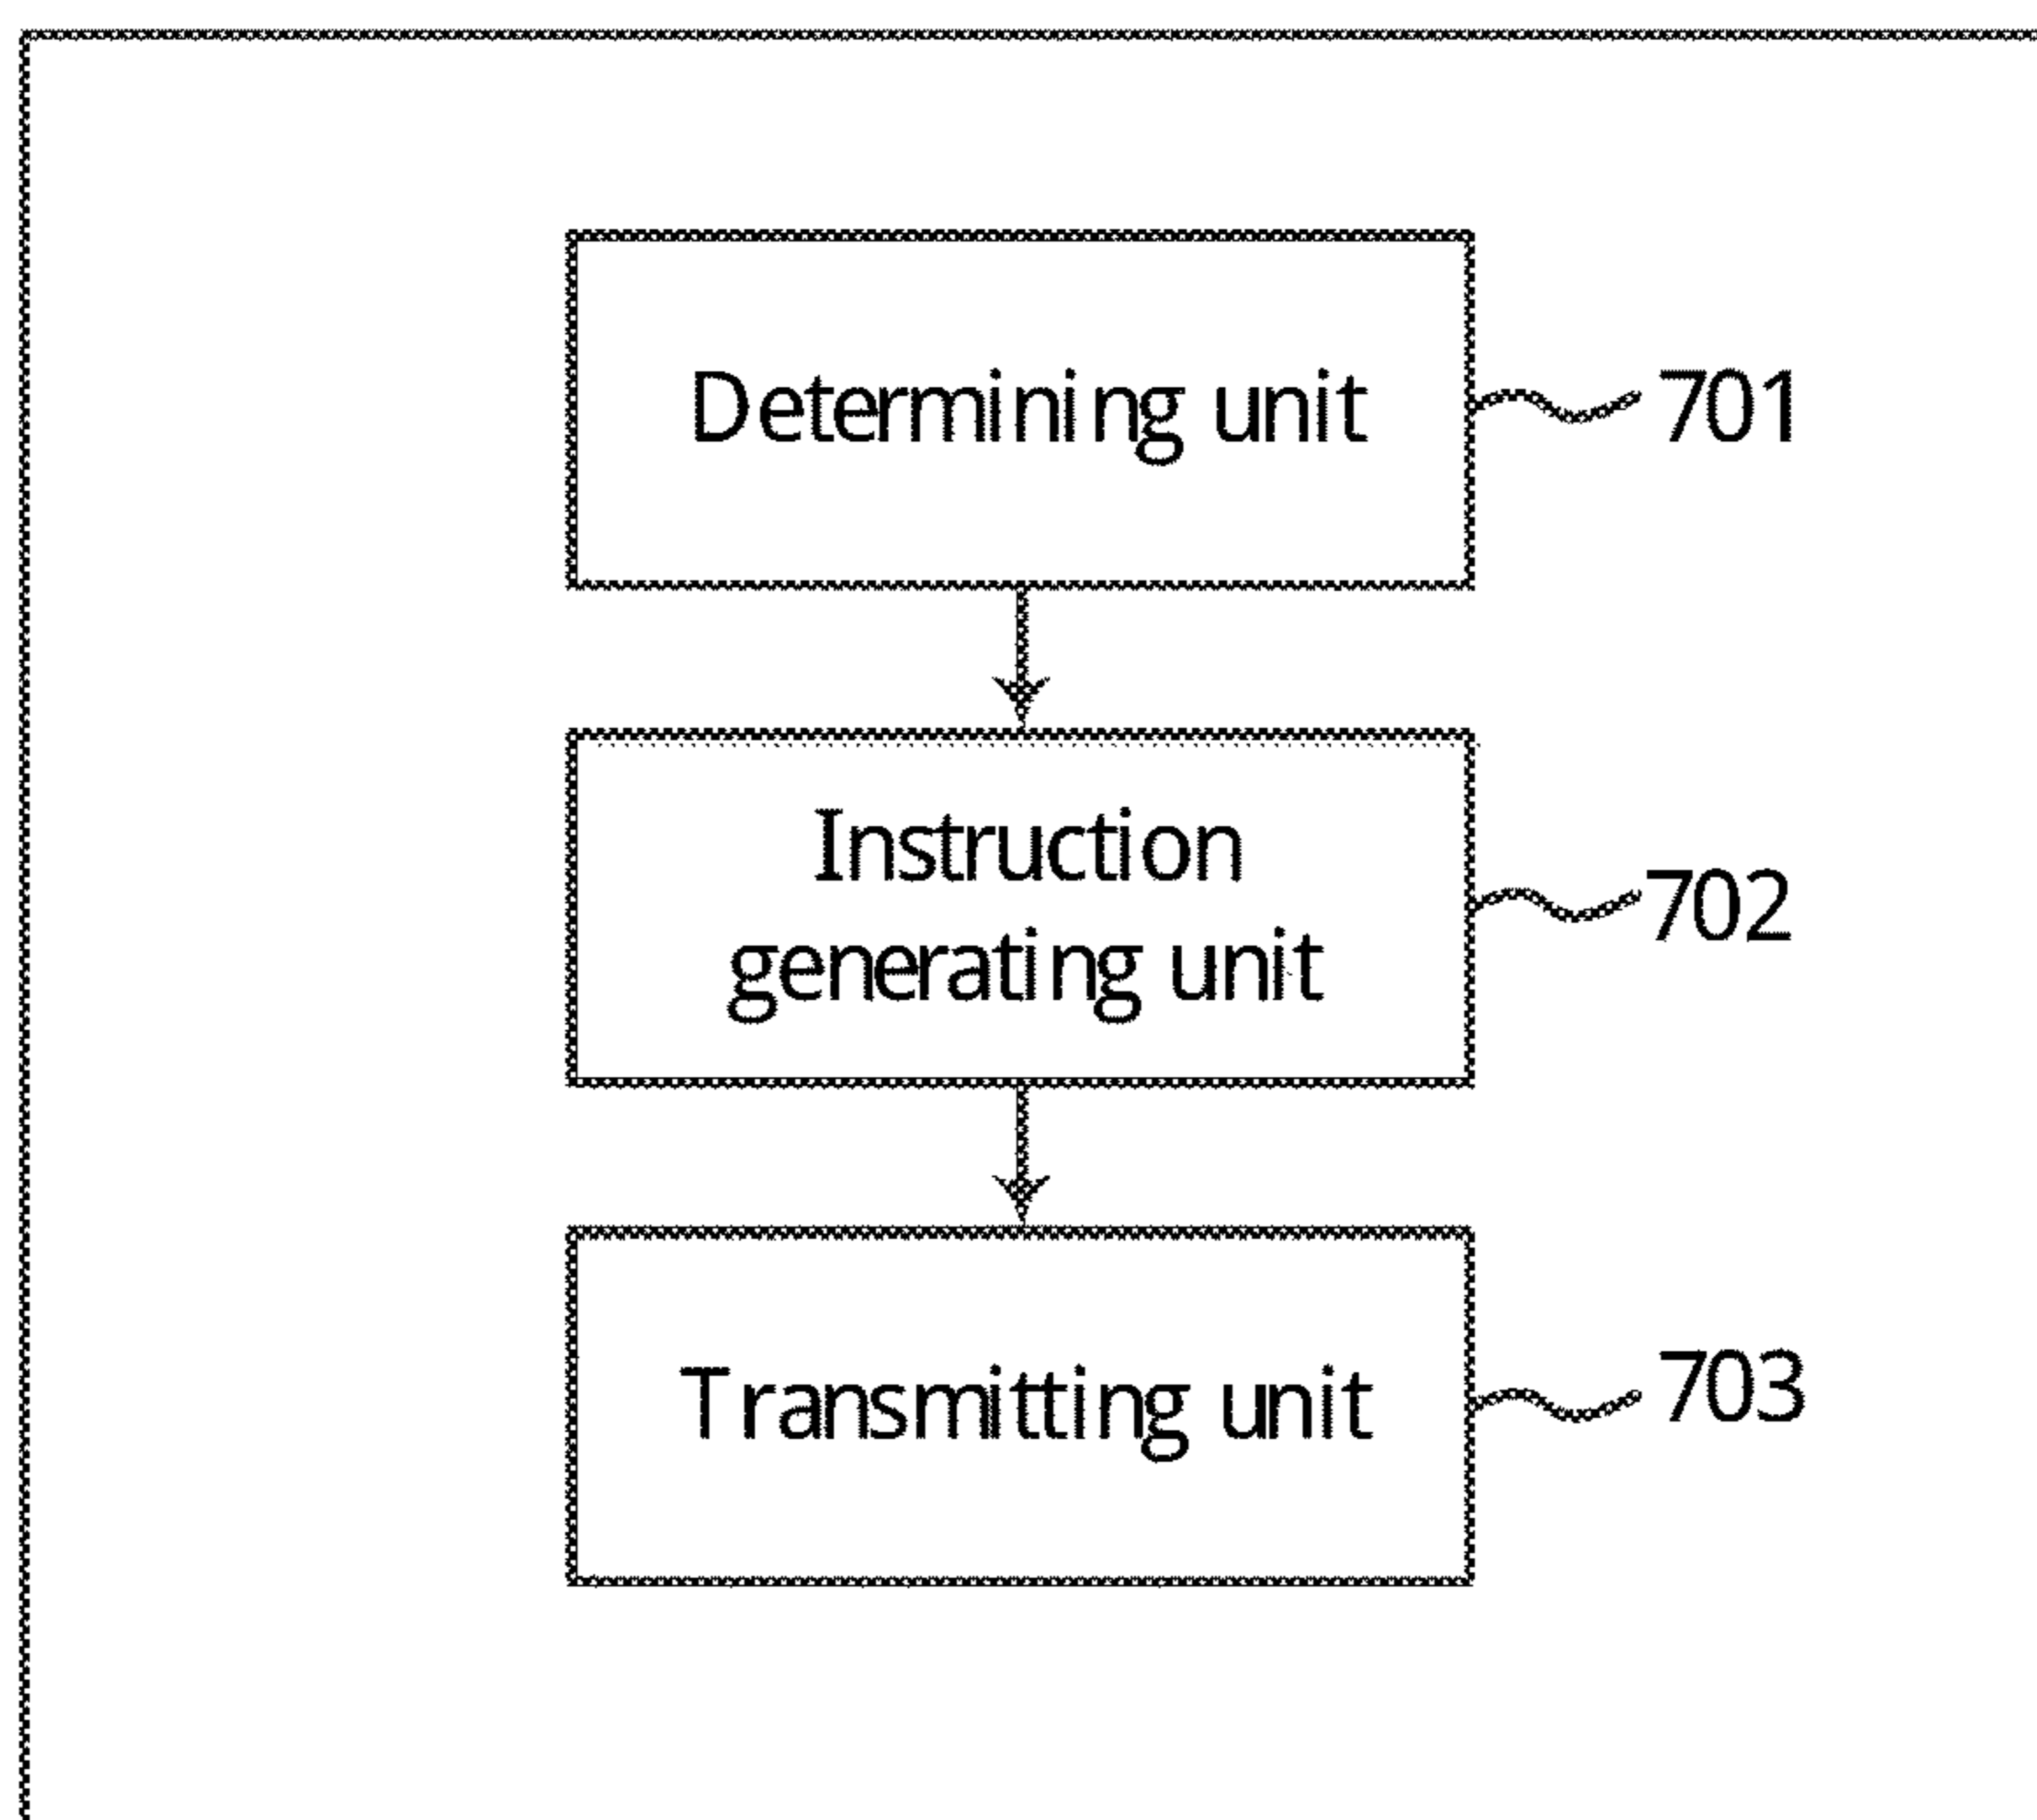 Determining unit
701
Instruction
generating unit
702
Transmitting unit
703